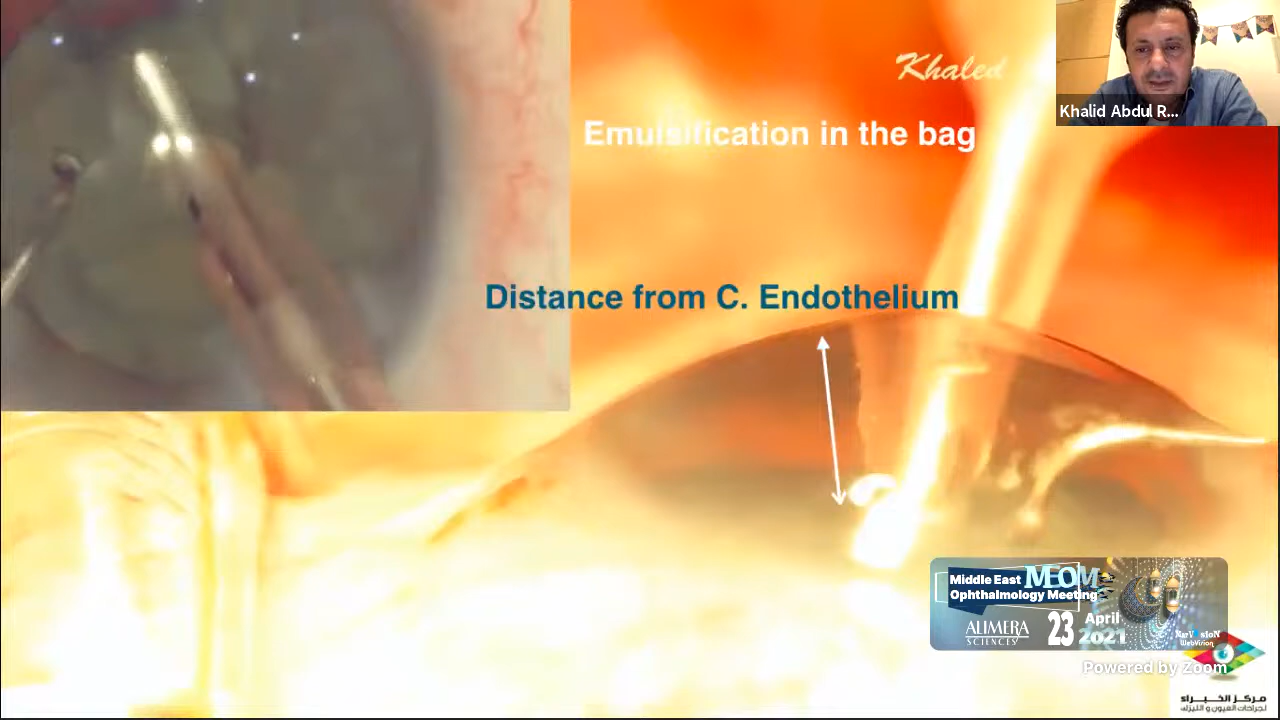 Khaled
Khalid Abdul R...
Emulsification in the bag
Distance from C. Endothelium
Middle East MEOM
Ophthalmology Meeting
ALIMERA
SCIENCES
23 April
2021
WebVision
Powered by Zoom
مركز الخبراء
لجراحات العيون و الليزك